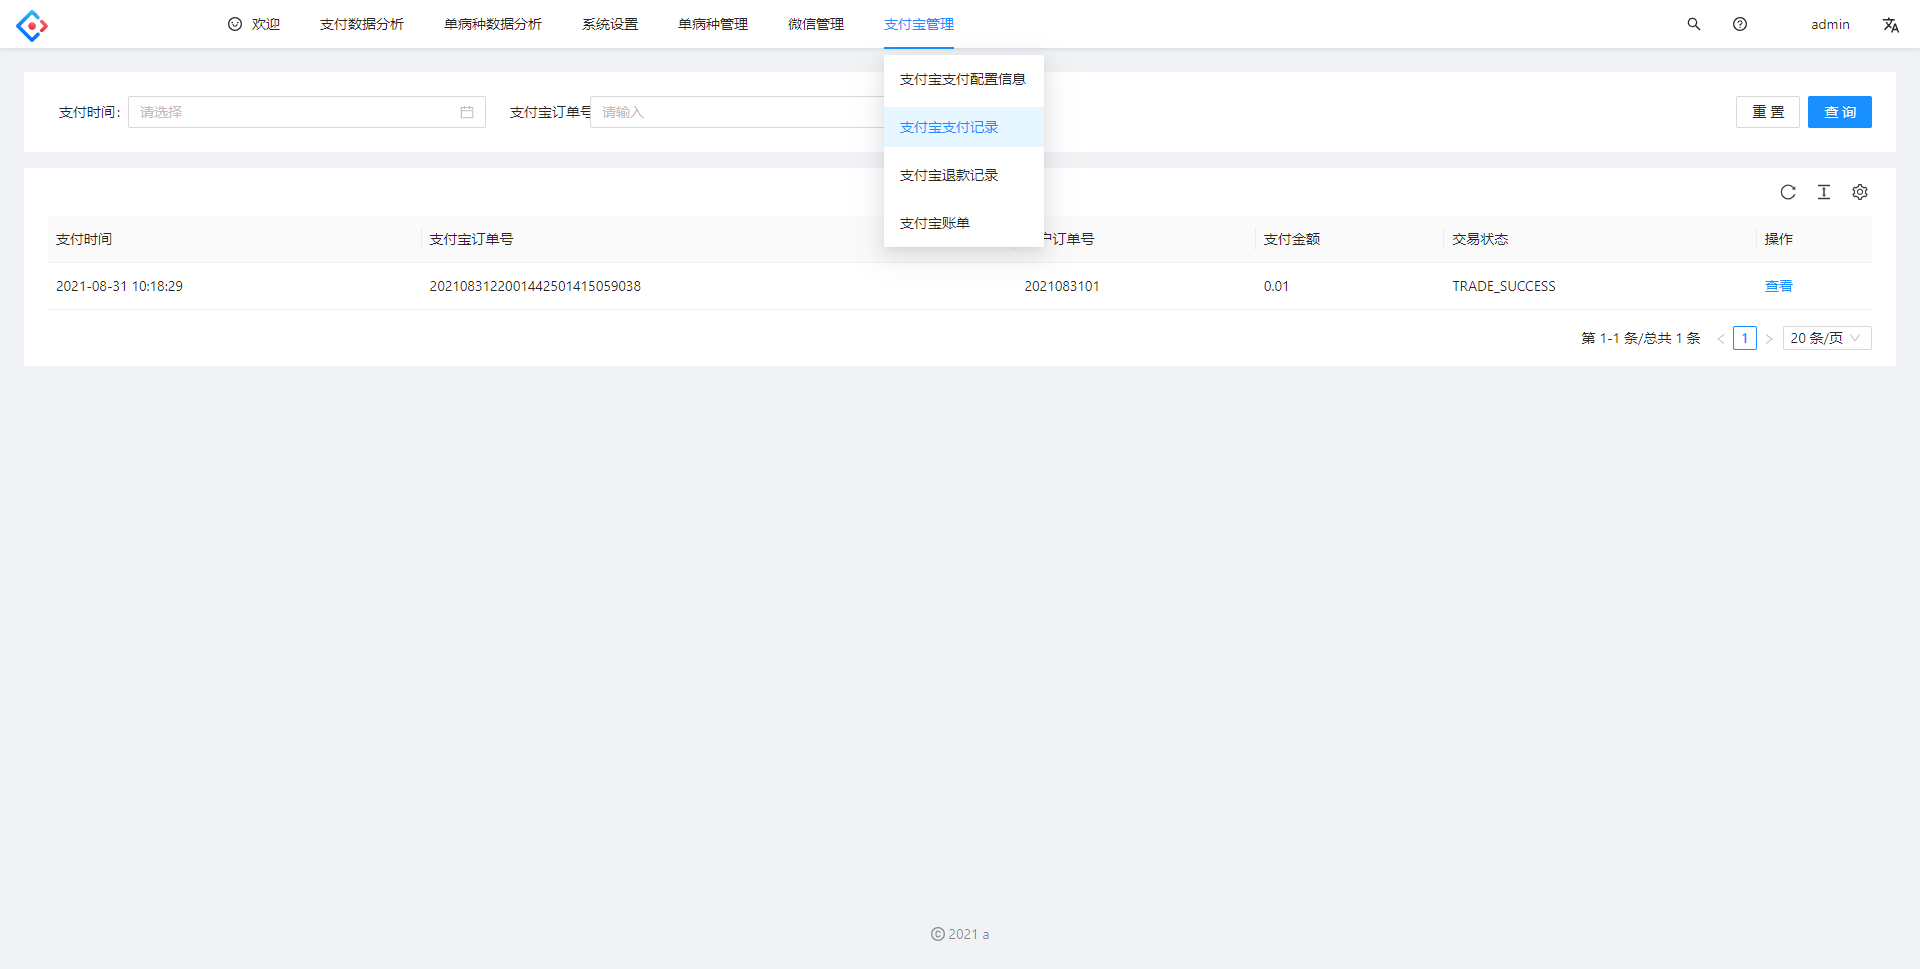 欢迎 支付数据分析 单病种数据分析 系统设置 单病种管理 微信管理 支付宝管理 admin
支付宝支付配置信息
支付宝支付记录
支付宝退款记录
支付宝账单
支付时间: 请选择 支付宝订单号 请输入 重 置 查 询
支付时间 支付宝订单号 户订单号 支付金额 交易状态 操作
2021-08-31 10:18:29 2021083122001442501415059038 2021083101 0.01 TRADE_SUCCESS 查看
第 1-1 条/总共 1 条 < 1 > 20 条/页
© 2021 a